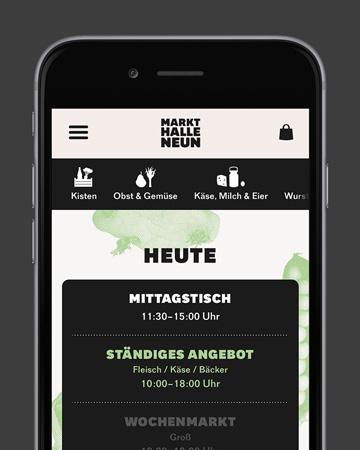 MARKT
HALLE
NEUN
Kisten
Obst & Gemüse
Käse, Milch & Eier
Wurs
HEUTE
MITTAGSTISCH
11:30–15:00 Uhr
STÄNDIGES ANGEBOT
Fleisch / Käse / Bäcker
10:00–18:00 Uhr
WOCHENMARKT
Groß